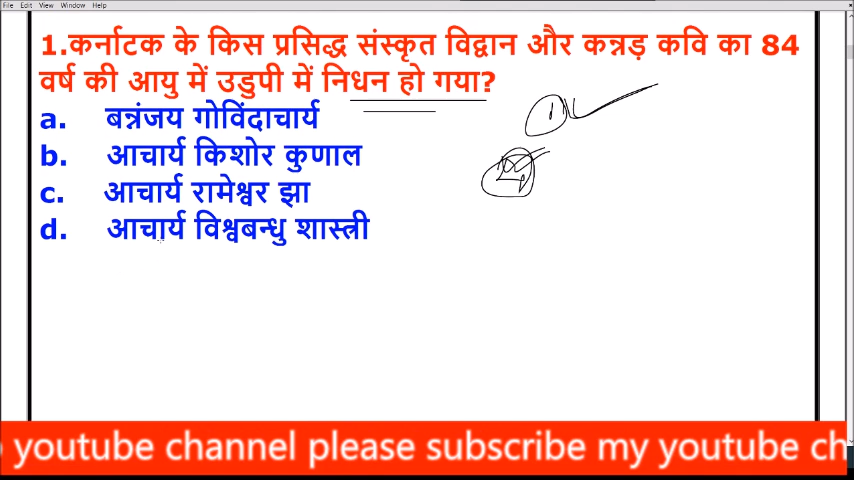 File Edit View Window Help
1.कर्नाटक के किस प्रसिद्ध संस्कृत विद्वान और कन्नड़ कवि का 84
वर्ष की आयु में उडुपी में निधन हो गया?
a. बन्नंजय गोविंदाचार्य
b. आचार्य किशोर कुणाल
c. आचार्य रामेश्वर झा
d. आचार्य विश्वबन्धु शास्त्री
youtube channel please subscribe my youtube ch